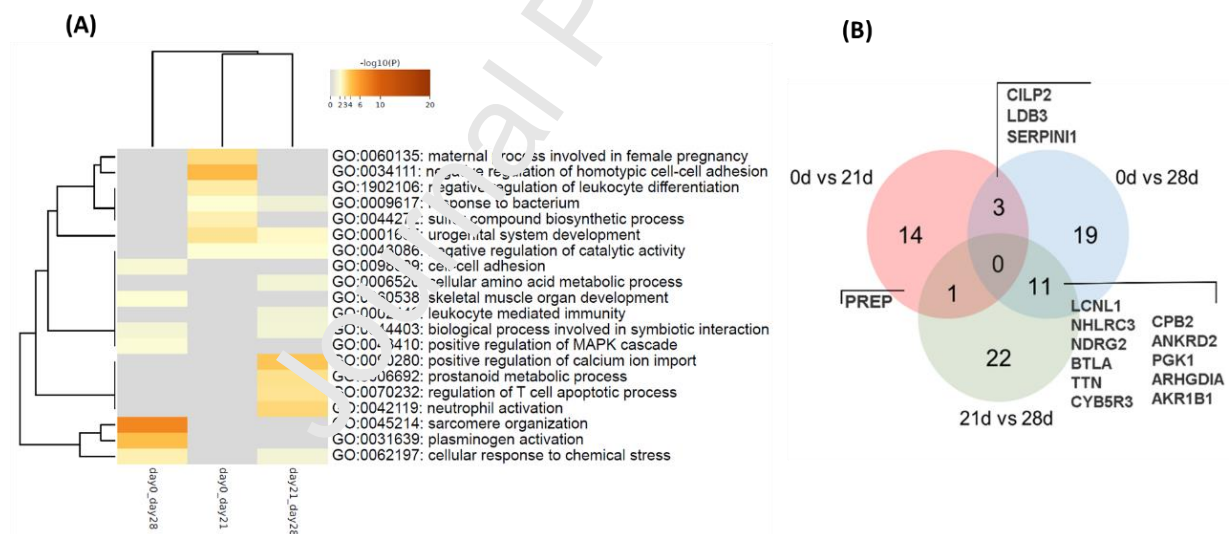 (A)
(B)
Journal P
-log10(P)
0 2 3 4 6 10 20
GO:0060135: maternal process involved in female pregnancy
GO:0034111: negative regulation of homotypic cell-cell adhesion
GO:1902106: negative regulation of leukocyte differentiation
GO:0009617: response to bacterium
sulfur compound biosynthetic process
urogenital system development
GO:0043086: negative regulation of catalytic activity
cell-cell adhesion
cellular amino acid metabolic process
skeletal muscle organ development
leukocyte mediated immunity
biological process involved in symbiotic interaction
positive regulation of MAPK cascade
positive regulation of calcium ion import
prostanoid metabolic process
GO:0070232: regulation of T cell apoptotic process
GO:0042119: neutrophil activation
GO:0045214: sarcomere organization
GO:0031639: plasminogen activation
GO:0062197: cellular response to chemical stress
day0_day28
day0_day21
day21_day28
CILP2
LDB3
SERPINI1
0d vs 21d
0d vs 28d
3
14
19
0
1
11
PREP
LCNL1
NHLRC3
NDRG2
BTLA
TTN
CYB5R3
CPB2
ANKRD2
PGK1
ARHGDIA
AKR1B1
22
21d vs 28d